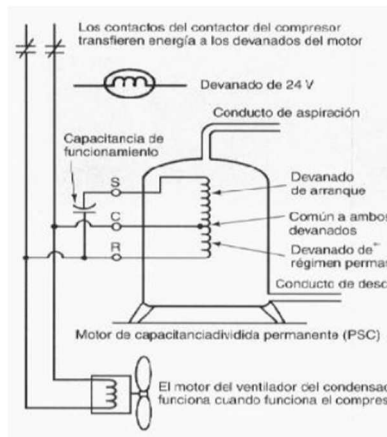 Los contactos del contactor del compresor
transfieren energía a los devanados del motor
Devanado de 24 V
Conducto de aspiración
Capacitancia de
funcionamiento
S
Devanado
de arranque
C
Común a ambos
devanados
R
Devanado de
régimen perma
Conducto de desc
Motor de capacitanciadividida permanente (PSC)
El motor del ventilador del condensad
funciona cuando funciona el compres